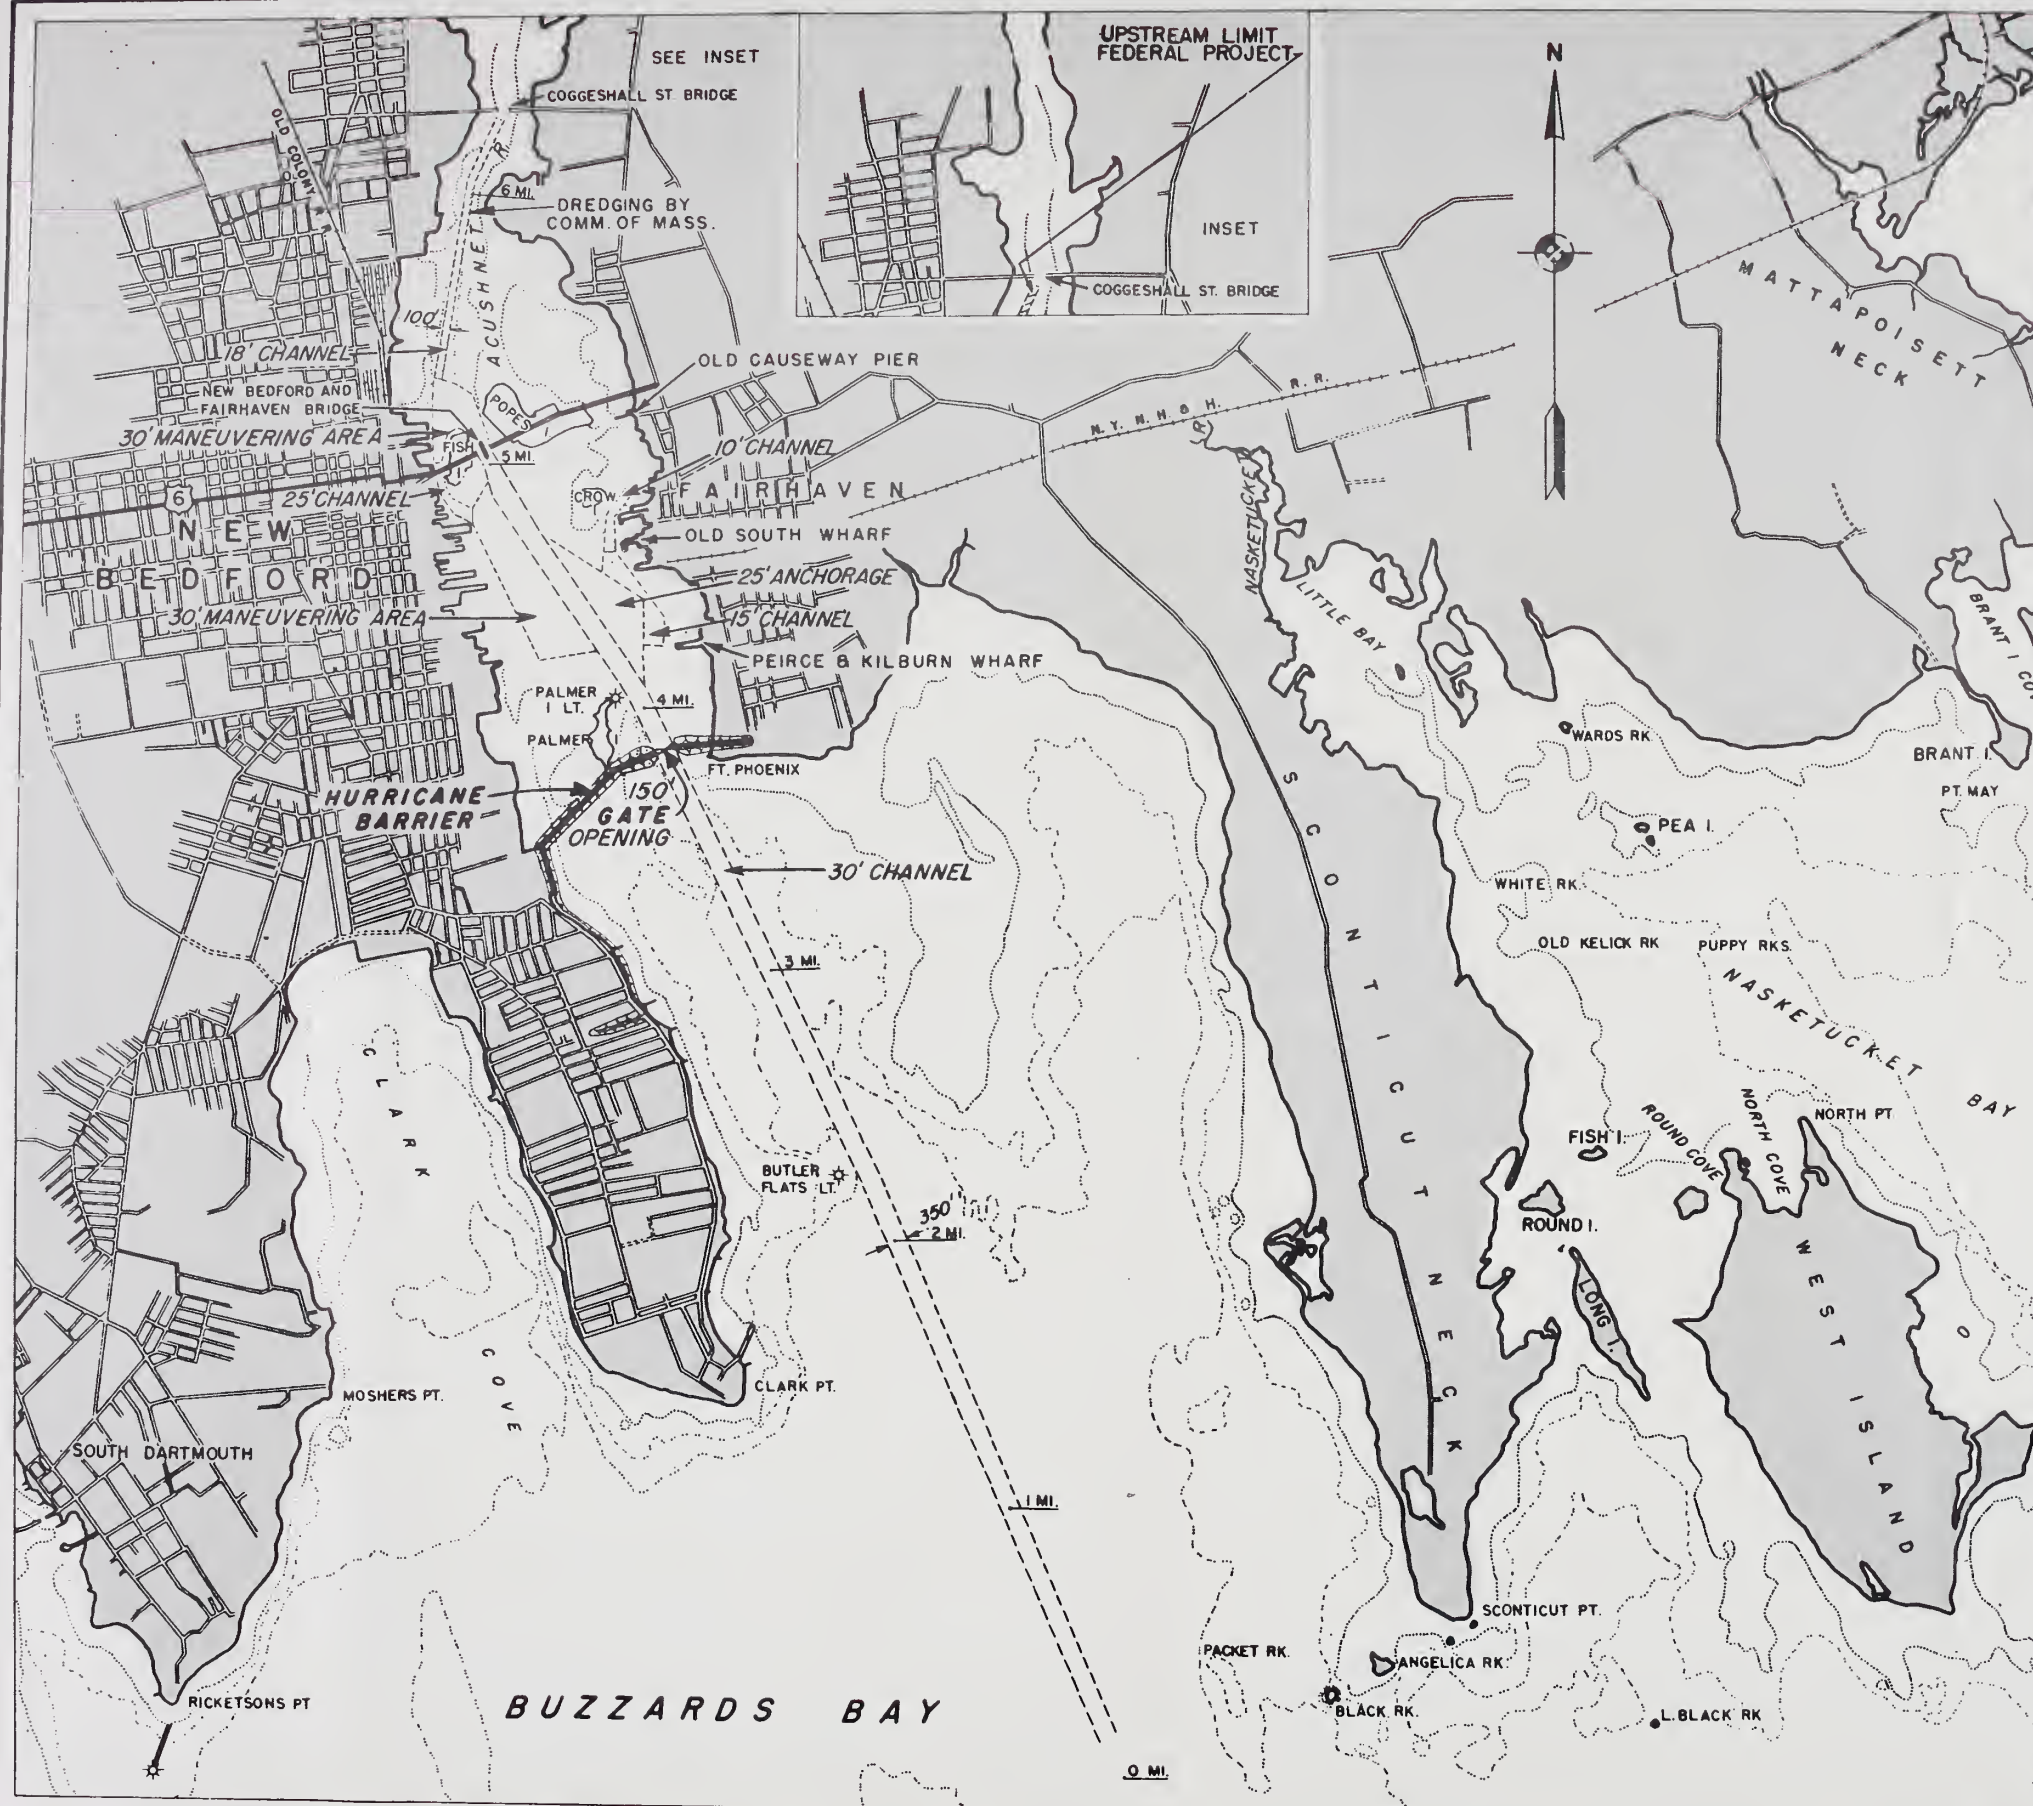 UPSTREAM LIMIT
FEDERAL PROJECT
SEE INSET
N
COGGESHALL ST. BRIDGE
OLD COLONY
R.
6 MI.
DREDGING BY
COMM. OF MASS.
INSET
COGGESHALL ST. BRIDGE
ACUSHNET
MATTAPOISETT
NECK
100'
18' CHANNEL
OLD CAUSEWAY PIER
NEW BEDFORD AND
FAIRHAVEN BRIDGE
POPES I.
N.Y. N.H. & H. R.R.
30' MANEUVERING AREA
FISH I.
5 MI.
10' CHANNEL
6
25' CHANNEL
CROW I.
FAIRHAVEN
NASKETUCKET R.
NEW
BEDFORD
OLD SOUTH WHARF
25' ANCHORAGE
30' MANEUVERING AREA
15' CHANNEL
LITTLE BAY
BRANT I
PEIRCE & KILBURN WHARF
PALMER
I LT.
4 MI.
PALMER I
FT. PHOENIX
WARDS RK.
BRANT I.
PT. MAY
HURRICANE
BARRIER
150'
GATE
OPENING
PEA I.
30' CHANNEL
WHITE RK.
OLD KELICK RK
PUPPY RKS.
3 MI.
NASKETUCKET
BAY
SCONTICUT NECK
CLARK
COVE
ROUND COVE
NORTH COVE
NORTH PT.
FISH I.
BUTLER
FLATS LT.
350'
2 MI.
ROUND I.
LONG I.
WEST ISLAND
MOSHERS PT.
CLARK PT.
SOUTH DARTMOUTH
1 MI.
SCONTICUT PT.
PACKET RK.
ANGELICA RK.
RICKETSONS PT
BUZZARDS BAY
BLACK RK.
L. BLACK RK
0 MI.